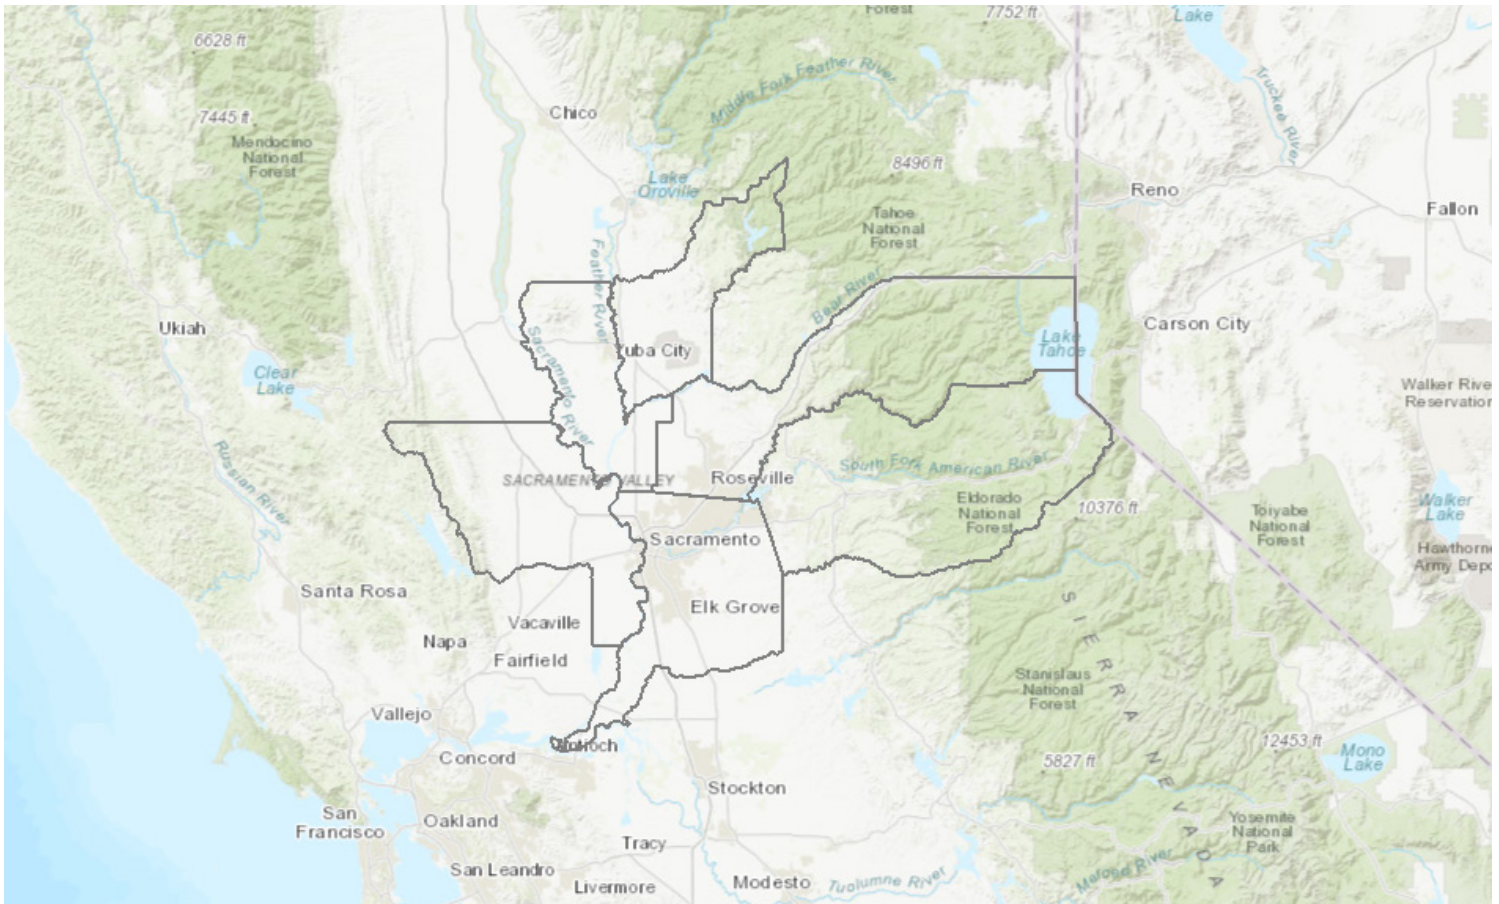 Forest
7752 ft
Lake
6628 ft
Middle Fork Feather River
Truckee River
Chico
7445 ft
Mendocino
National
Forest
8496 ft
Lake
Oroville
Reno
Fallon
Tahoe
National
Forest
Feather River
Bear River
Ukiah
Sacramento River
Yuba City
Lake
Tahoe
Carson City
Clear
Lake
Walker Rive
Reservation
Russian River
SACRAMENTO VALLEY
Roseville
South Fork American River
Eldorado
National
Forest
10376 ft
Toiyabe
National
Forest
Walker
Lake
Sacramento
Hawthorne
Army Depo
Santa Rosa
Elk Grove
Vacaville
Napa
Fairfield
SIERRA NEVADA
Stanislaus
National
Forest
Vallejo
Antioch
Concord
12453 ft
Mono
Lake
5827 ft
Stockton
San
Francisco
Oakland
Yosemite
National
Park
Tracy
San Leandro
Livermore
Modesto
Tuolumne River
Merced River